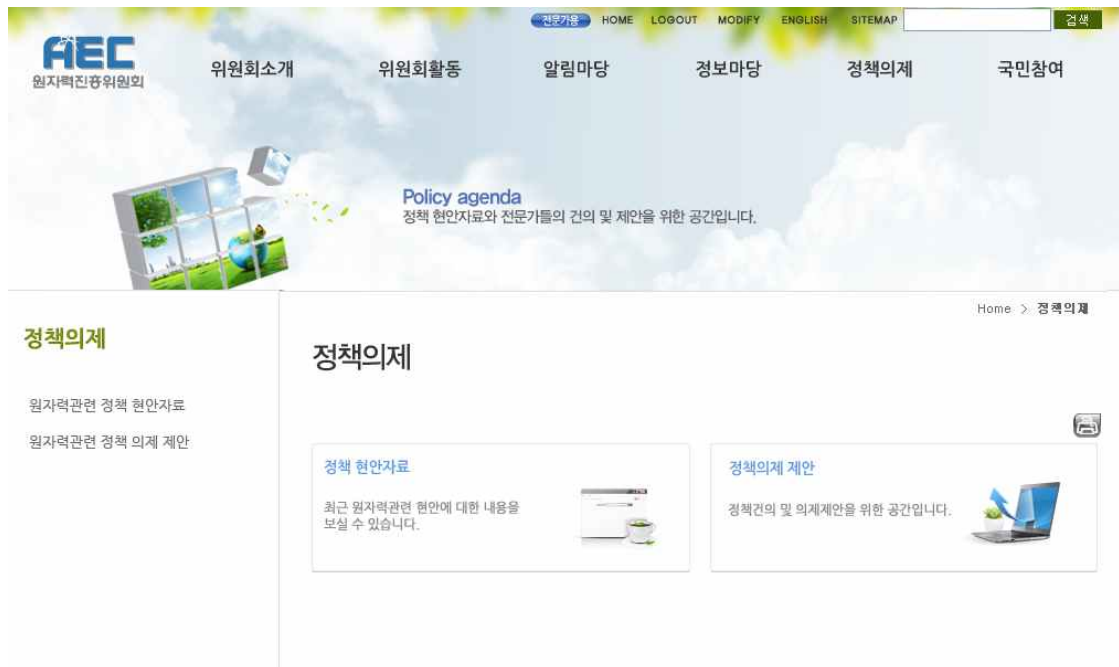 전문가용 HOME LOGOUT MODIFY ENGLISH SITEMAP 검색
AEC
원자력진흥위원회
위원회소개 위원회활동 알림마당 정보마당 정책의제 국민참여
Policy agenda
정책 현안자료와 전문가들의 건의 및 제안을 위한 공간입니다.
Home > 정책의제
정책의제
원자력관련 정책 현안자료
원자력관련 정책 의제 제안
정책의제
정책 현안자료
최근 원자력관련 현안에 대한 내용을
보실 수 있습니다.
정책의제 제안
정책건의 및 의제제안을 위한 공간입니다.